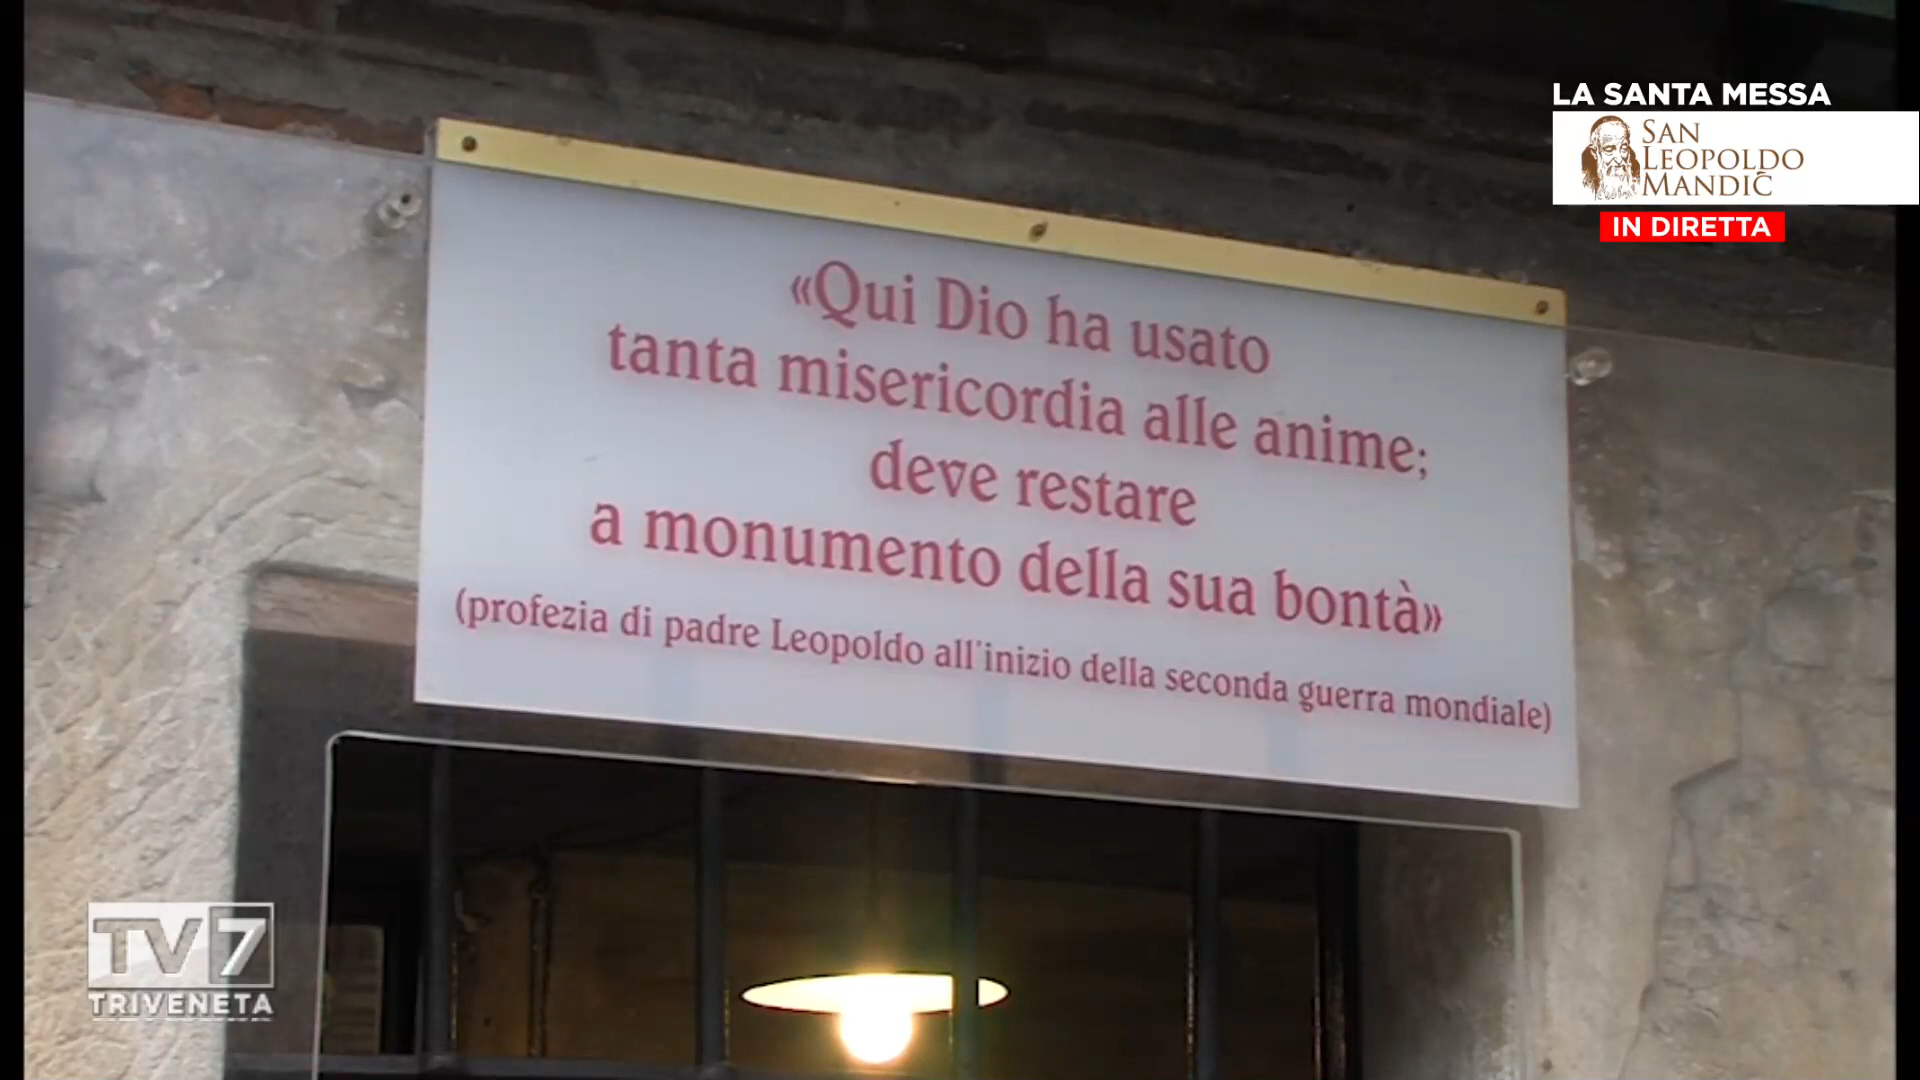 LA SANTA MESSA
SAN
LEOPOLDO
MANDIĆ
IN DIRETTA
«Qui Dio ha usato
tanta misericordia alle anime;
deve restare
a monumento della sua bontà»
(profezia di padre Leopoldo all'inizio della seconda guerra mondiale)
TV7
TRIVENETA